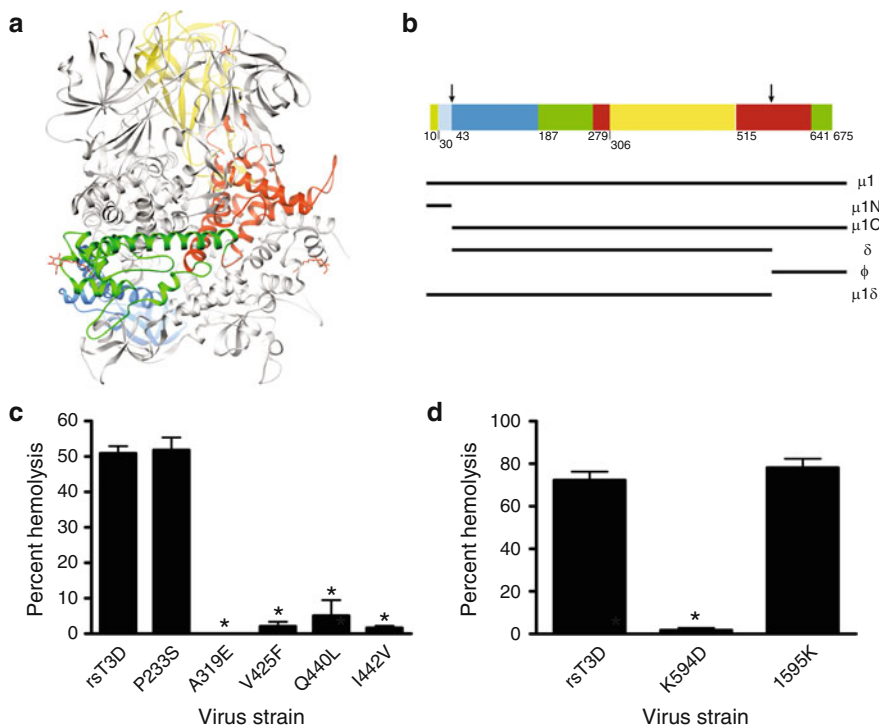 a
b
10
30
43
187
279
306
515
641
675
μ1
μ1N
μ1C
δ
ϕ
μ1δ
c
Percent hemolysis
60
50
40
30
20
10
0
*
*
*
*
*
rsT3D
P233S
A319E
V425F
Q440L
I442V
Virus strain
d
Percent hemolysis
100
80
60
40
20
0
*
*
rsT3D
K594D
1595K
Virus strain